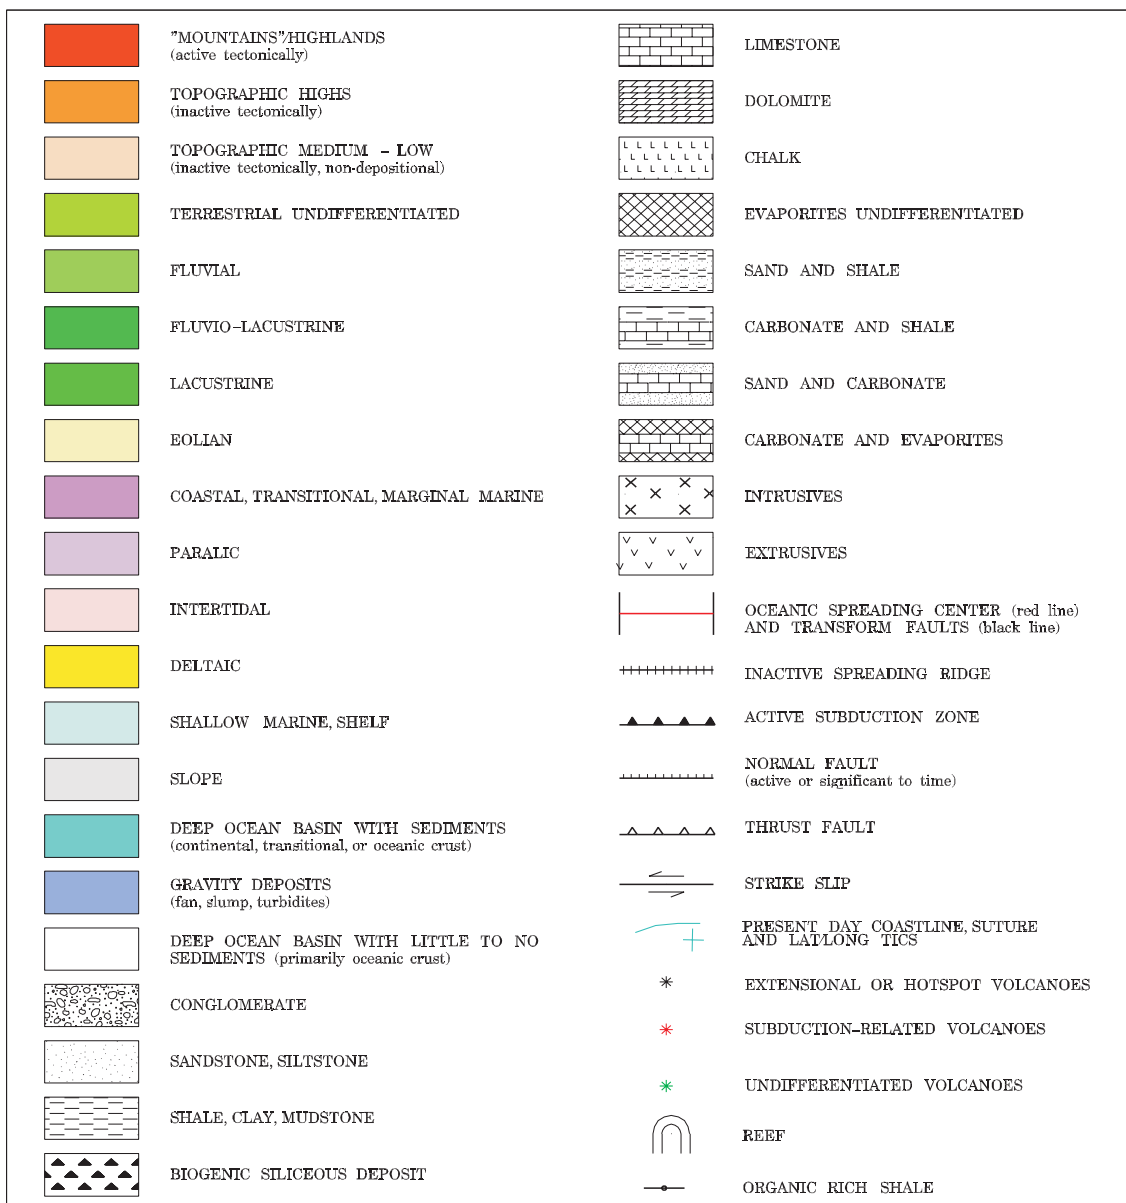 "MOUNTAINS"/HIGHLANDS
(active tectonically)
TOPOGRAPHIC HIGHS
(inactive tectonically)
TOPOGRAPHIC MEDIUM - LOW
(inactive tectonically, non-depositional)
TERRESTRIAL UNDIFFERENTIATED
FLUVIAL
FLUVIO-LACUSTRINE
LACUSTRINE
EOLIAN
COASTAL, TRANSITIONAL, MARGINAL MARINE
PARALIC
INTERTIDAL
DELTAIC
SHALLOW MARINE, SHELF
SLOPE
DEEP OCEAN BASIN WITH SEDIMENTS
(continental, transitional, or oceanic crust)
GRAVITY DEPOSITS
(fan, slump, turbidites)
DEEP OCEAN BASIN WITH LITTLE TO NO
SEDIMENTS (primarily oceanic crust)
CONGLOMERATE
SANDSTONE, SILTSTONE
SHALE, CLAY, MUDSTONE
BIOGENIC SILICEOUS DEPOSIT
LIMESTONE
DOLOMITE
CHALK
EVAPORITES UNDIFFERENTIATED
SAND AND SHALE
CARBONATE AND SHALE
SAND AND CARBONATE
CARBONATE AND EVAPORITES
INTRUSIVES
EXTRUSIVES
OCEANIC SPREADING CENTER (red line)
AND TRANSFORM FAULTS (black line)
INACTIVE SPREADING RIDGE
ACTIVE SUBDUCTION ZONE
NORMAL FAULT
(active or significant to time)
THRUST FAULT
STRIKE SLIP
PRESENT DAY COASTLINE, SUTURE
AND LAT/LONG TICS
EXTENSIONAL OR HOTSPOT VOLCANOES
SUBDUCTION-RELATED VOLCANOES
UNDIFFERENTIATED VOLCANOES
REEF
ORGANIC RICH SHALE